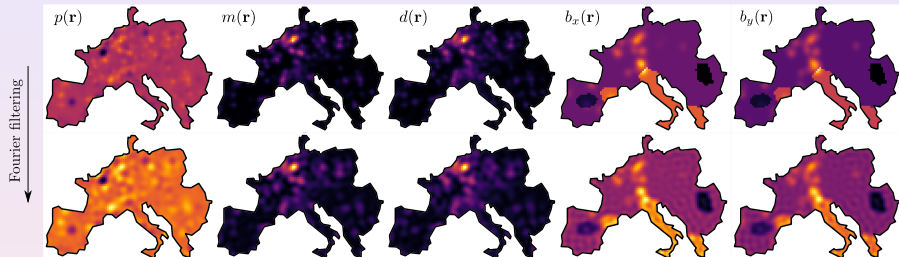 p(r)
m(r)
d(r)
b_x(r)
b_y(r)
Fourier filtering